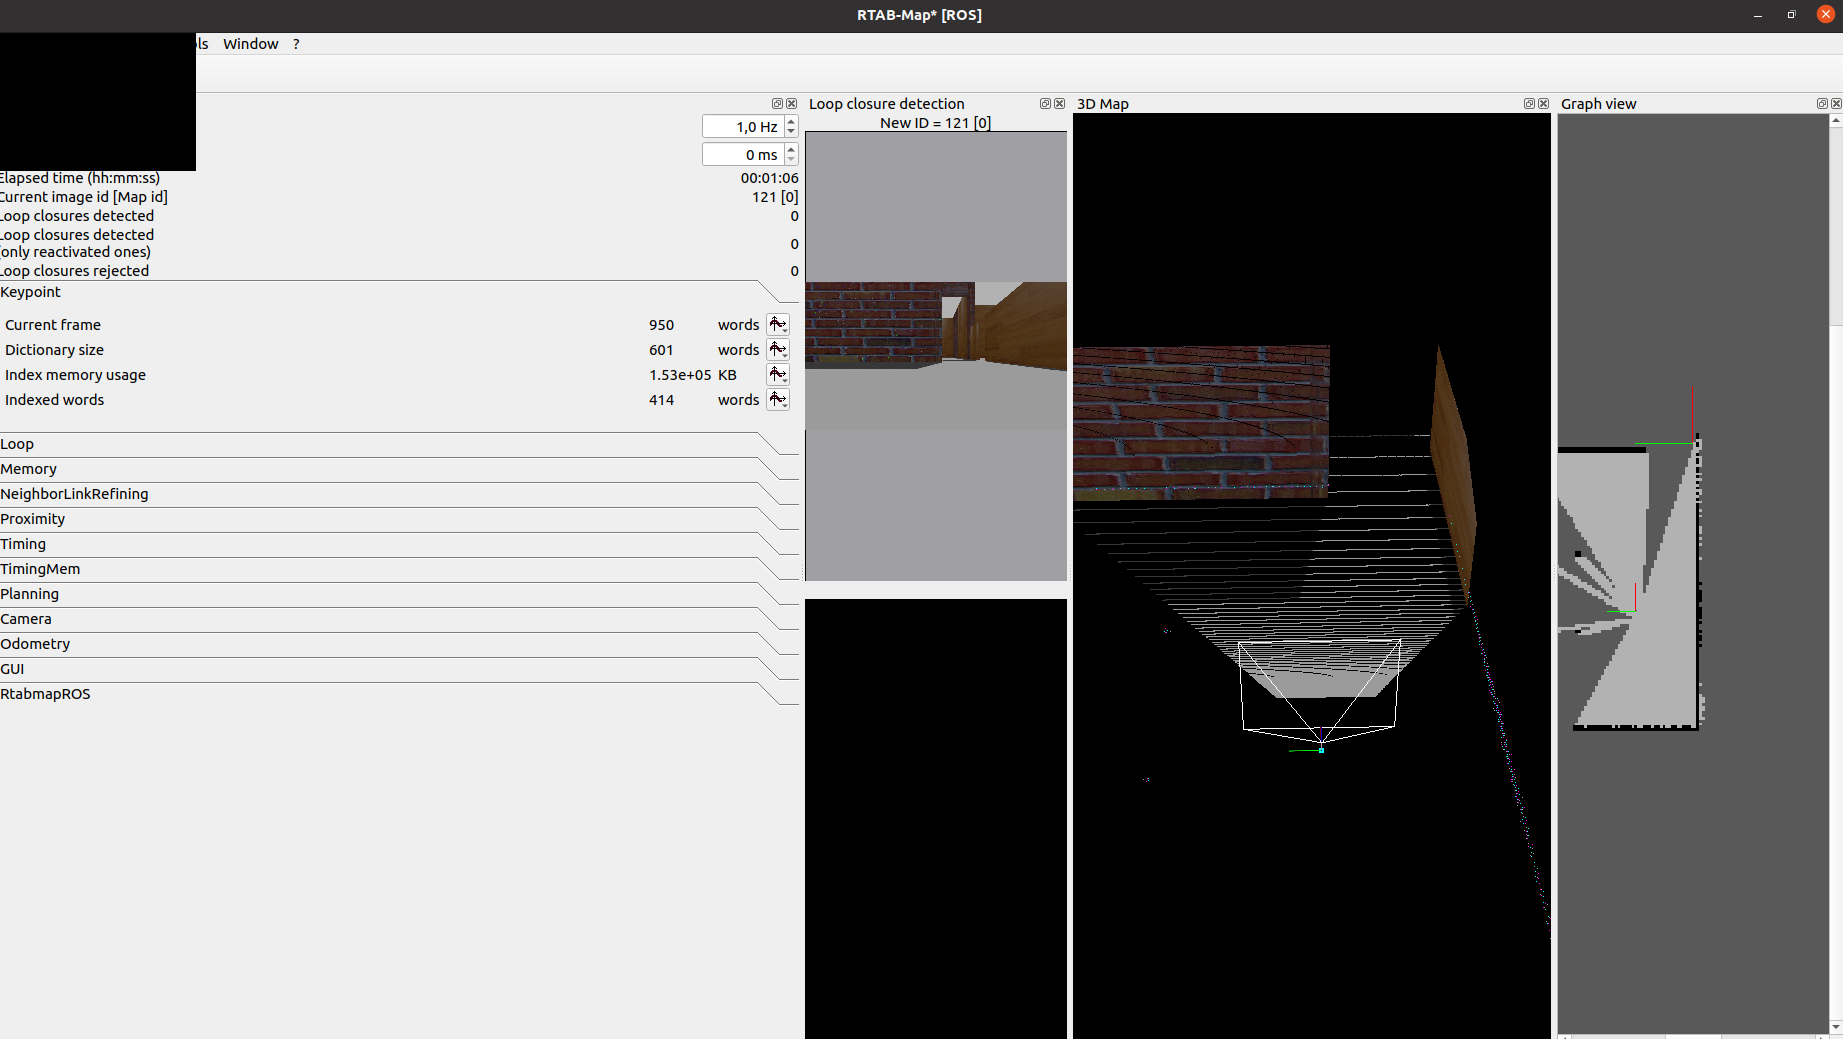 RTAB-Map* [ROS]
ols Window ?
Loop closure detection
3D Map
Graph view
New ID = 121 [0]
1,0 Hz
0 ms
Elapsed time (hh:mm:ss) 00:01:06
Current image id [Map id] 121 [0]
Loop closures detected 0
Loop closures detected
(only reactivated ones) 0
Loop closures rejected 0
Keypoint
Current frame 950 words
Dictionary size 601 words
Index memory usage 1.53e+05 KB
Indexed words 414 words
Loop
Memory
NeighborLinkRefining
Proximity
Timing
TimingMem
Planning
Camera
Odometry
GUI
RtabmapROS